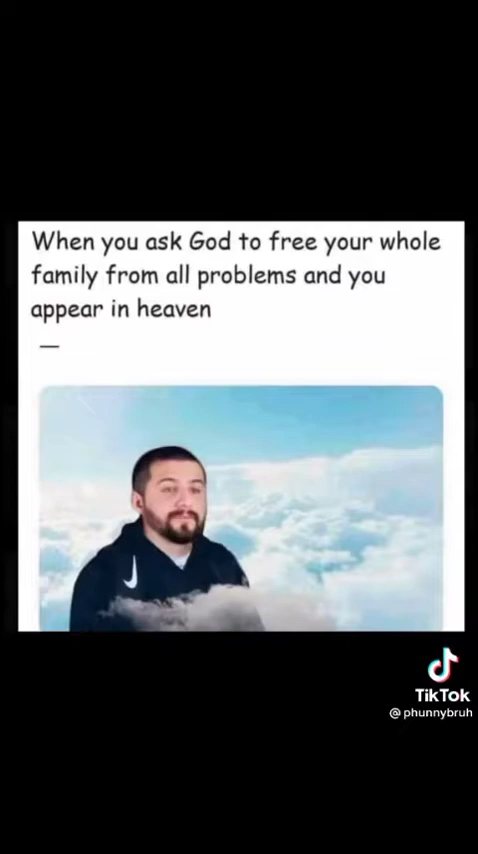 When you ask God to free your whole
family from all problems and you
appear in heaven
—
TikTok
@ phunnybruh